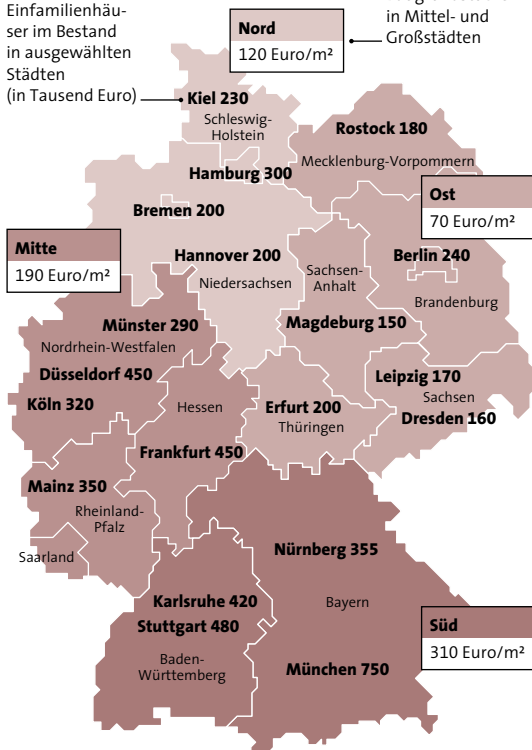 Einfamilienhäu-
ser im Bestand
in ausgewählten
Städten
(in Tausend Euro)
in Mittel- und
Großstädten
Nord
120 Euro/m²
Kiel 230
Schleswig-
Holstein
Rostock 180
Mecklenburg-Vorpommern
Hamburg 300
Bremen 200
Ost
70 Euro/m²
Mitte
190 Euro/m²
Hannover 200
Niedersachsen
Sachsen-
Anhalt
Berlin 240
Brandenburg
Magdeburg 150
Münster 290
Nordrhein-Westfalen
Düsseldorf 450
Köln 320
Hessen
Erfurt 200
Thüringen
Leipzig 170
Sachsen
Dresden 160
Frankfurt 450
Mainz 350
Rheinland-
Pfalz
Saarland
Nürnberg 355
Bayern
Karlsruhe 420
Stuttgart 480
Baden-
Württemberg
München 750
Süd
310 Euro/m²